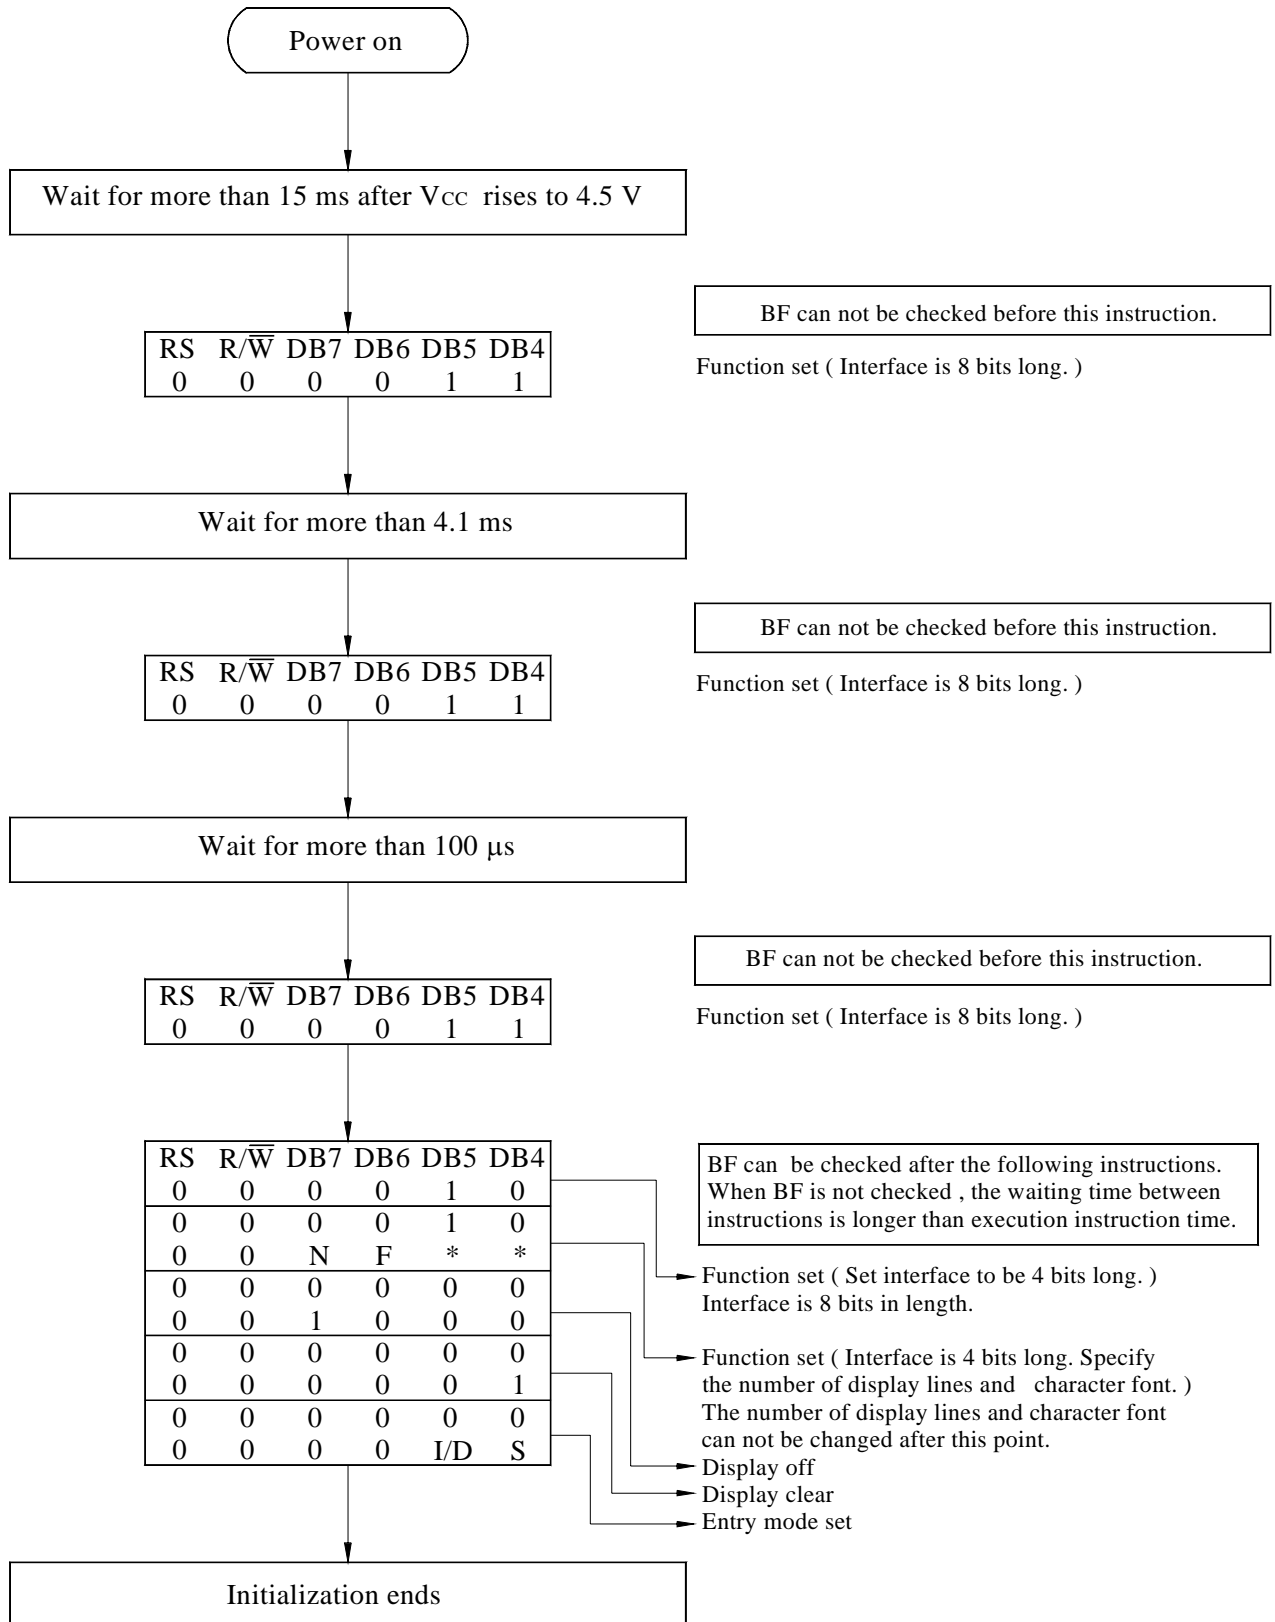 Power on
Wait for more than 15 ms after VCC rises to 4.5 V
BF can not be checked before this instruction.
RS R/W̅ DB7 DB6 DB5 DB4
0 0 0 0 1 1
Function set ( Interface is 8 bits long. )
Wait for more than 4.1 ms
BF can not be checked before this instruction.
RS R/W̅ DB7 DB6 DB5 DB4
0 0 0 0 1 1
Function set ( Interface is 8 bits long. )
Wait for more than 100 µs
BF can not be checked before this instruction.
RS R/W̅ DB7 DB6 DB5 DB4
0 0 0 0 1 1
Function set ( Interface is 8 bits long. )
RS R/W̅ DB7 DB6 DB5 DB4
0 0 0 0 1 0
0 0 0 0 1 0
0 0 N F * *
0 0 0 0 0 0
0 0 1 0 0 0
0 0 0 0 0 0
0 0 0 0 0 1
0 0 0 0 0 0
0 0 0 0 I/D S
BF can be checked after the following instructions.
When BF is not checked , the waiting time between
instructions is longer than execution instruction time.
Function set ( Set interface to be 4 bits long. )
Interface is 8 bits in length.
Function set ( Interface is 4 bits long. Specify
the number of display lines and character font. )
The number of display lines and character font
can not be changed after this point.
Display off
Display clear
Entry mode set
Initialization ends